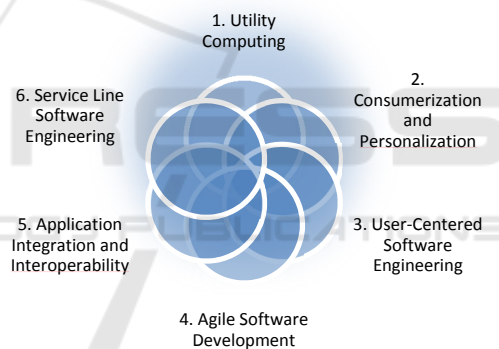 1. Utility
Computing
2.
Consumerization
and
Personalization
3. User-Centered
Software
Engineering
4. Agile Software
Development
5. Application
Integration and
Interoperability
6. Service Line
Software
Engineering